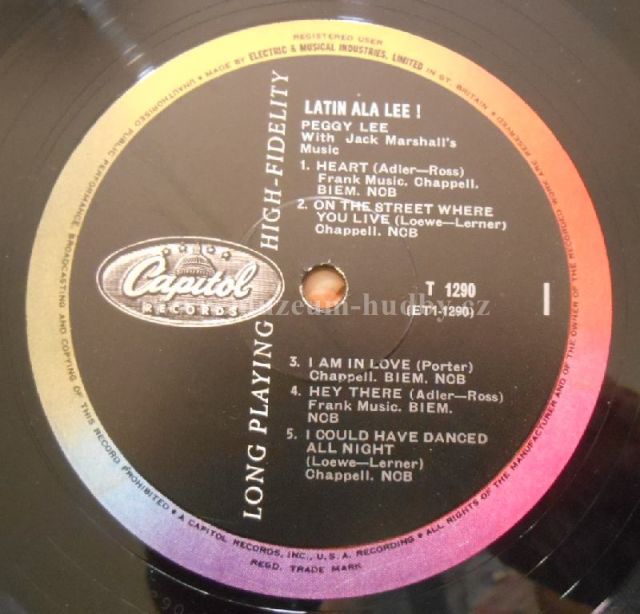 REGISTERED USER
UNAUTHORISED PUBLIC PERFORMANCE, BROADCASTING AND COPYING OF THIS RECORD PROHIBITED • A CAPITOL RECORDS, INC., U.S.A. RECORDING • ALL RIGHTS OF THE MANUFACTURER AND OF THE OWNER OF THE RECORDED WORK ARE RESERVED •
MADE BY ELECTRIC & MUSICAL INDUSTRIES, LIMITED IN GT. BRITAIN
REGD. TRADE MARK
LONG PLAYING HIGH-FIDELITY
Capitol
RECORDS
LATIN ALA LEE !
PEGGY LEE
With Jack Marshall's
Music
1. HEART (Adler—Ross)
Frank Music. Chappell.
BIEM. NCB
2. ON THE STREET WHERE
YOU LIVE (Loewe—Lerner)
Chappell. NCB
T 1290
(ET1-1290)
I
muzeum-hudby.cz
3. I AM IN LOVE (Porter)
Chappell. BIEM. NCB
4. HEY THERE (Adler—Ross)
Frank Music. BIEM.
NCB
5. I COULD HAVE DANCED
ALL NIGHT
(Loewe—Lerner)
Chappell. NCB